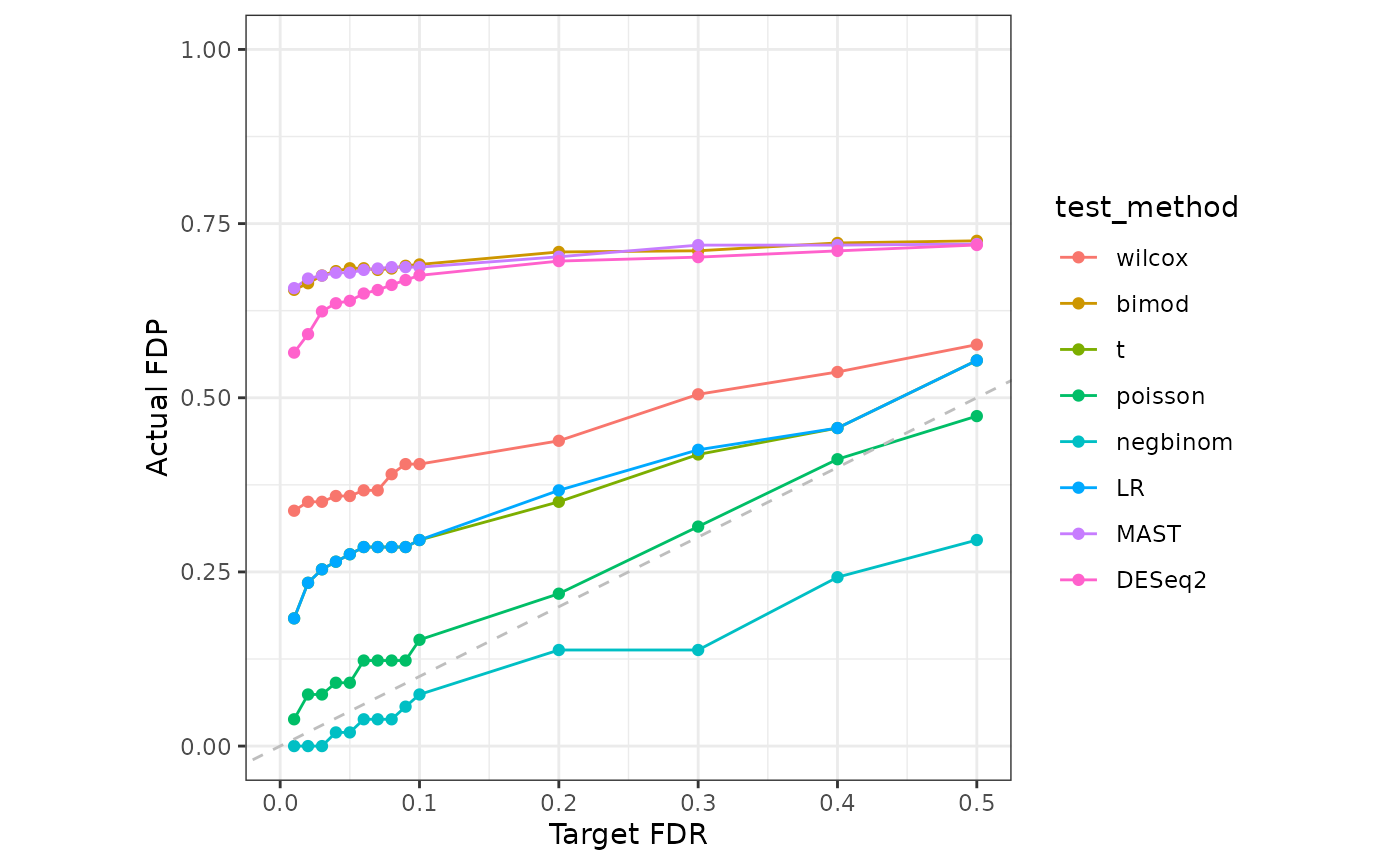 1.00
0.75
0.50
0.25
0.00
Actual FDP
0.0 0.1 0.2 0.3 0.4 0.5
Target FDR
test_method
wilcox
bimod
t
poisson
negbinom
LR
MAST
DESeq2